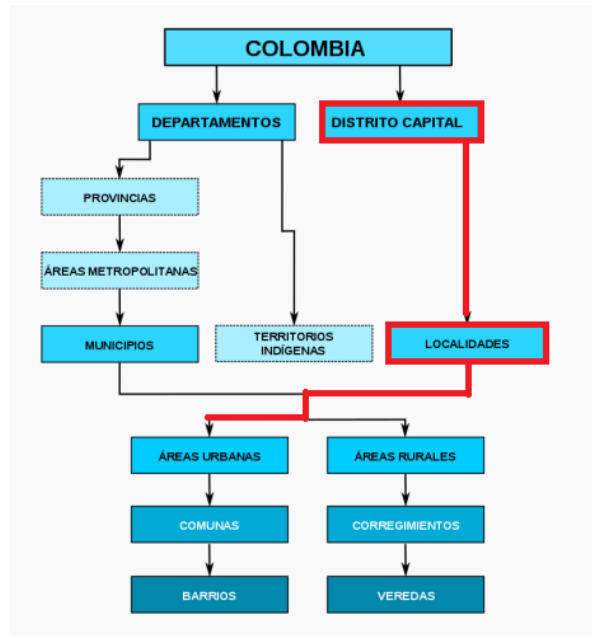 COLOMBIA
DEPARTAMENTOS
DISTRITO CAPITAL
PROVINCIAS
ÁREAS METROPOLITANAS
MUNICIPIOS
TERRITORIOS
INDÍGENAS
LOCALIDADES
ÁREAS URBANAS
ÁREAS RURALES
COMUNAS
CORREGIMIENTOS
BARRIOS
VEREDAS